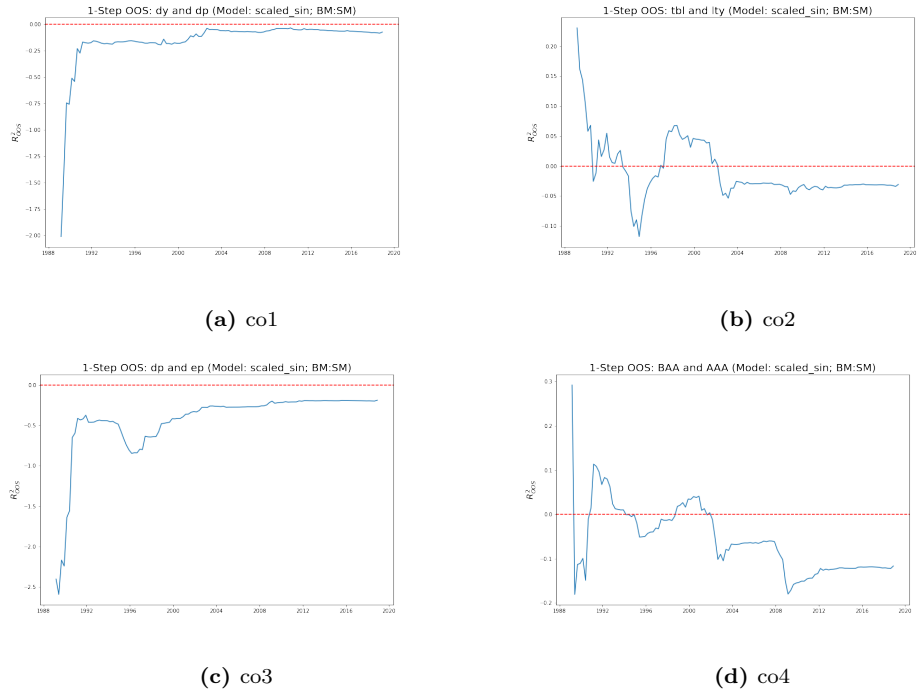 1-Step OOS: dy and dp (Model: scaled_sin; BM:SM)
R²OOS
0.00
−0.25
−0.50
−0.75
−1.00
−1.25
−1.50
−1.75
−2.00
1988 1992 1996 2000 2004 2008 2012 2016 2020
(a) co1
1-Step OOS: tbl and lty (Model: scaled_sin; BM:SM)
R²OOS
0.20
0.15
0.10
0.05
0.00
−0.05
−0.10
1988 1992 1996 2000 2004 2008 2012 2016 2020
(b) co2
1-Step OOS: dp and ep (Model: scaled_sin; BM:SM)
R²OOS
0.0
−0.5
−1.0
−1.5
−2.0
−2.5
1988 1992 1996 2000 2004 2008 2012 2016 2020
(c) co3
1-Step OOS: BAA and AAA (Model: scaled_sin; BM:SM)
R²OOS
0.3
0.2
0.1
0.0
−0.1
−0.2
1988 1992 1996 2000 2004 2008 2012 2016 2020
(d) co4